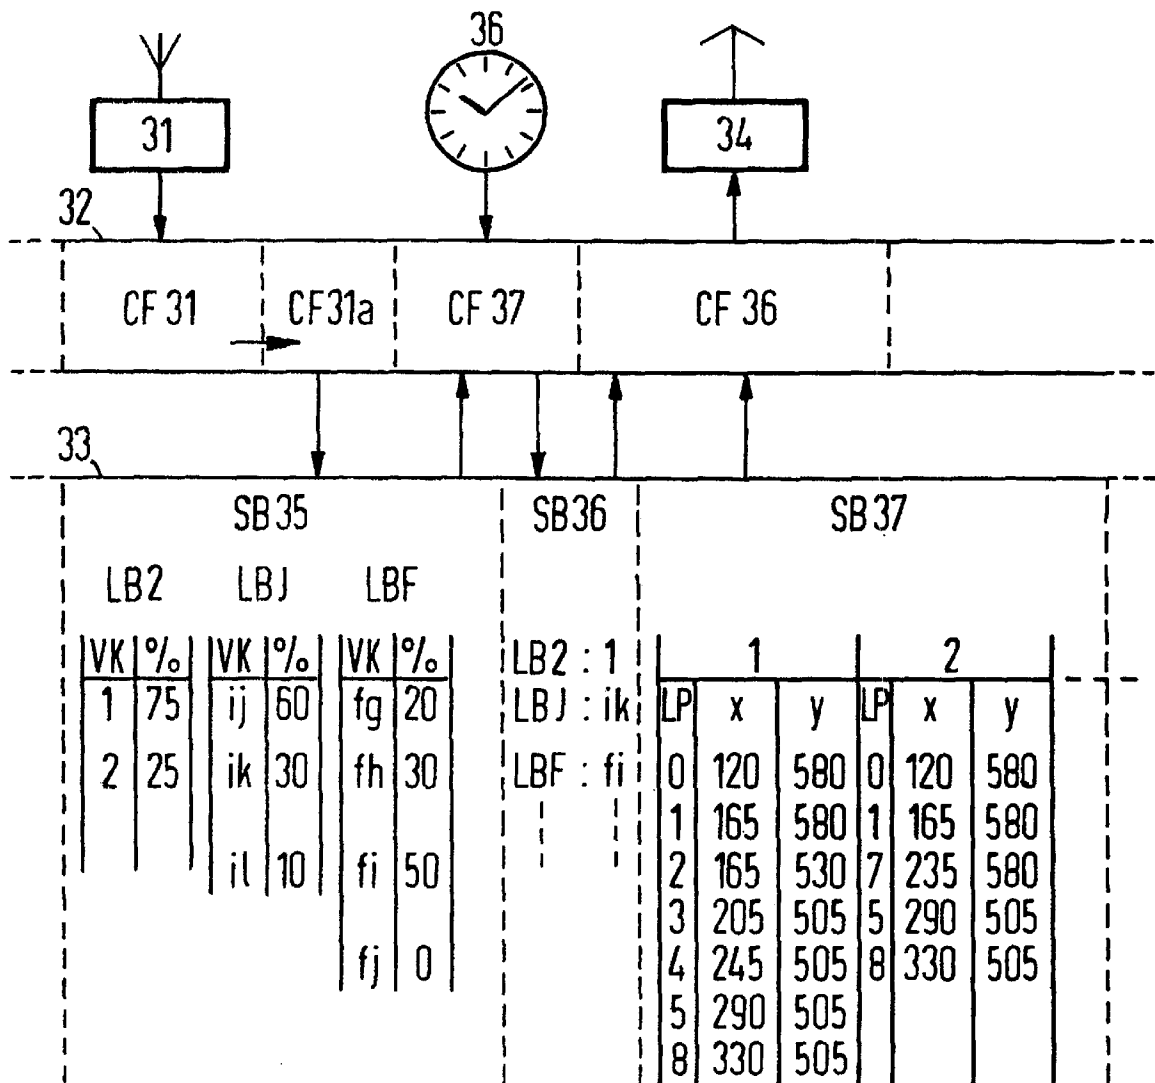 36
31
34
32
CF 31
CF31a
CF 37
CF 36
33
SB35
SB36
SB37
LB2
LBJ
LBF
VK % VK % VK %
1 75 ij 60 fg 20
2 25 ik 30 fh 30
il 10 fi 50
fj 0
LB2 : 1
LBJ : ik
LBF : fi
1 2
LP x y LP x y
0 120 580 0 120 580
1 165 580 1 165 580
2 165 530 7 235 580
3 205 505 5 290 505
4 245 505 8 330 505
5 290 505
8 330 505